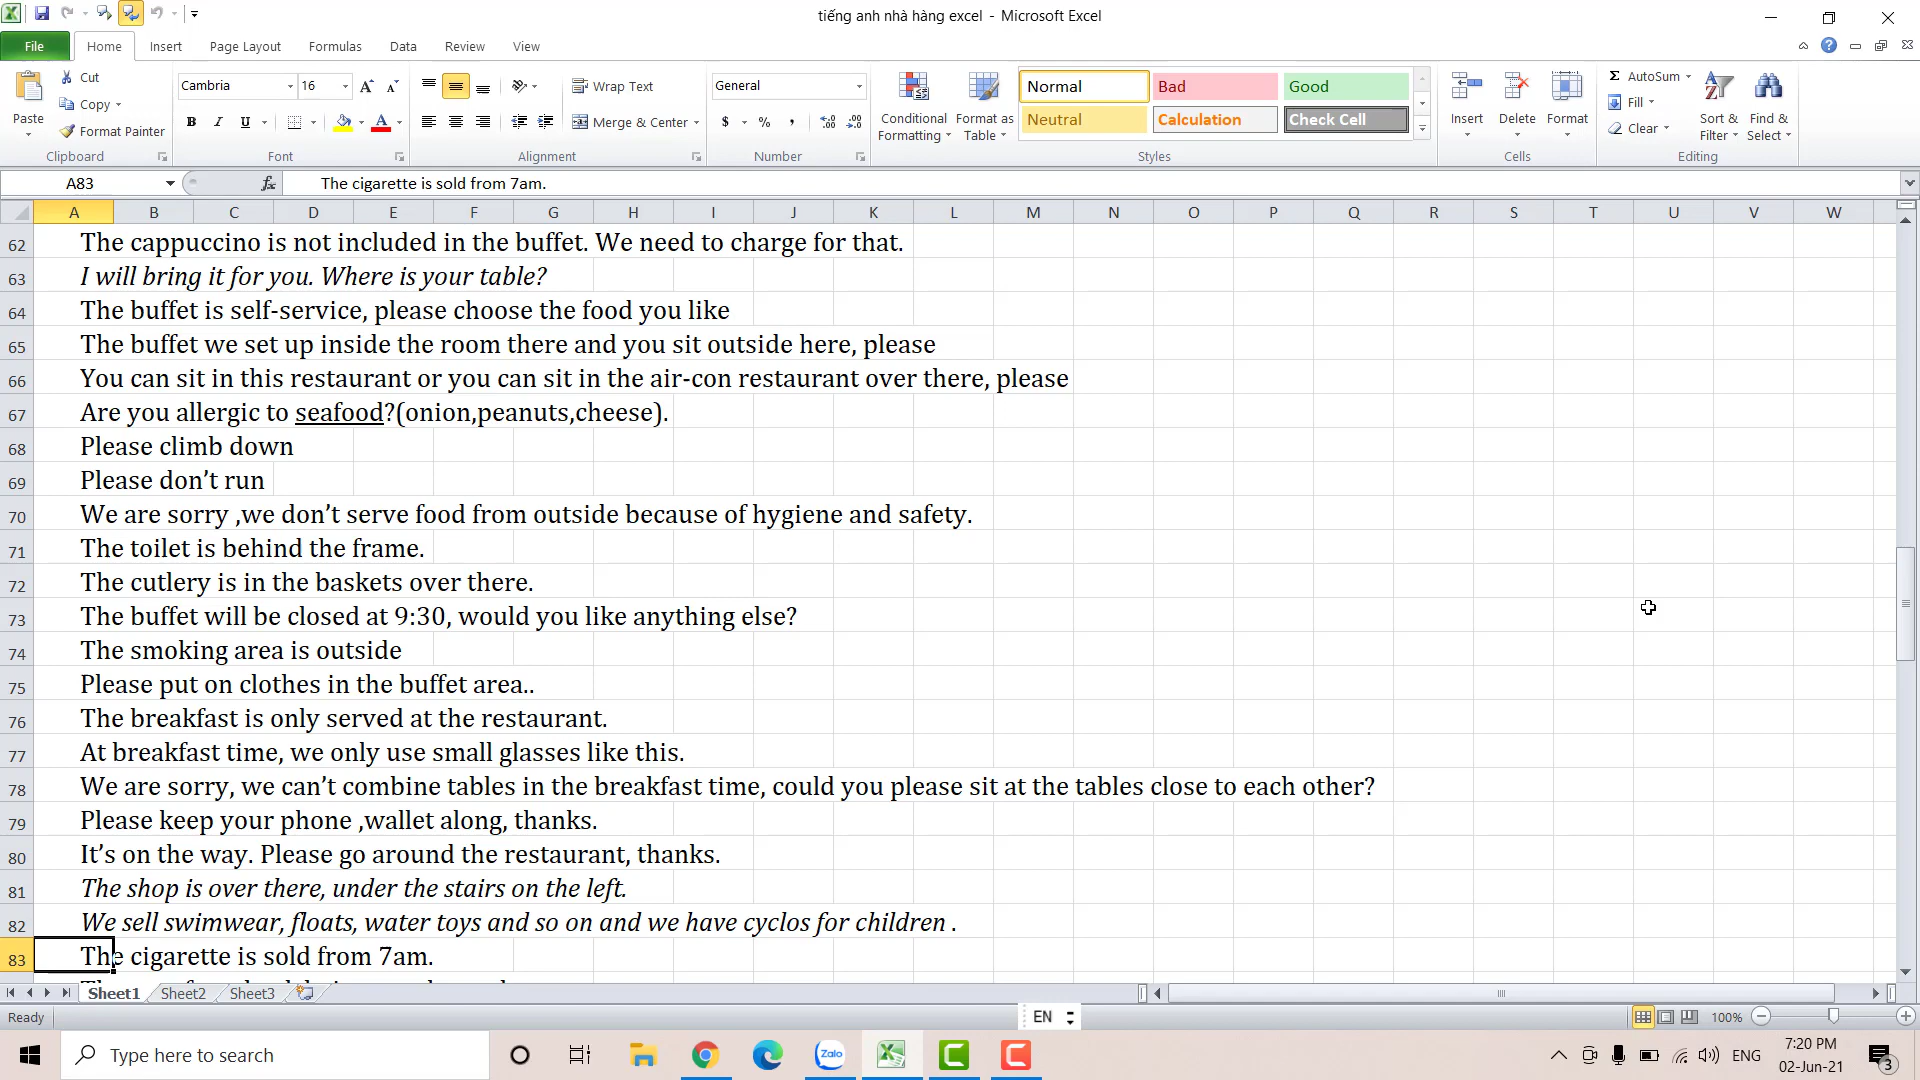 tiếng anh nhà hàng excel - Microsoft Excel
File Home Insert Page Layout Formulas Data Review View
Paste Cut Copy Format Painter Clipboard
Cambria 16 Font
Wrap Text Merge & Center Alignment
General Number
Conditional Formatting Format as Table
Normal Bad Good
Neutral Calculation Check Cell
Styles
Insert Delete Format Cells
AutoSum Fill Clear Sort & Filter Find & Select Editing
A83 fx The cigarette is sold from 7am.
A B C D E F G H I J K L M N O P Q R S T U V W
62 The cappuccino is not included in the buffet. We need to charge for that.
63 I will bring it for you. Where is your table?
64 The buffet is self-service, please choose the food you like
65 The buffet we set up inside the room there and you sit outside here, please
66 You can sit in this restaurant or you can sit in the air-con restaurant over there, please
67 Are you allergic to seafood?(onion,peanuts,cheese).
68 Please climb down
69 Please don’t run
70 We are sorry ,we don’t serve food from outside because of hygiene and safety.
71 The toilet is behind the frame.
72 The cutlery is in the baskets over there.
73 The buffet will be closed at 9:30, would you like anything else?
74 The smoking area is outside
75 Please put on clothes in the buffet area..
76 The breakfast is only served at the restaurant.
77 At breakfast time, we only use small glasses like this.
78 We are sorry, we can’t combine tables in the breakfast time, could you please sit at the tables close to each other?
79 Please keep your phone ,wallet along, thanks.
80 It’s on the way. Please go around the restaurant, thanks.
81 The shop is over there, under the stairs on the left.
82 We sell swimwear, floats, water toys and so on and we have cyclos for children .
83 The cigarette is sold from 7am.
Sheet1 Sheet2 Sheet3
Ready EN 100%
Type here to search Zalo ENG 7:20 PM
02-Jun-21 3